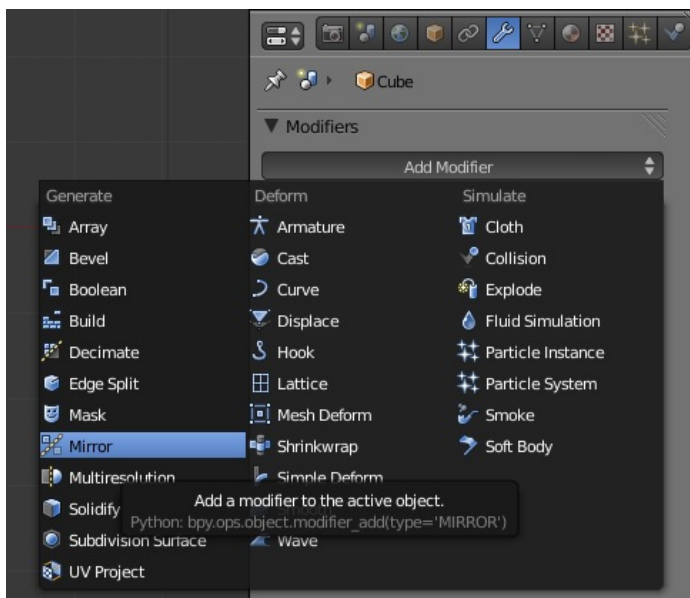 Cube
Modifiers
Add Modifier
Generate
Array
Bevel
Boolean
Build
Decimate
Edge Split
Mask
Mirror
Multiresolution
Solidify
Subdivision Surface
UV Project
Deform
Armature
Cast
Curve
Displace
Hook
Lattice
Mesh Deform
Shrinkwrap
Simple Deform
Wave
Simulate
Cloth
Collision
Explode
Fluid Simulation
Particle Instance
Particle System
Smoke
Soft Body
Add a modifier to the active object.
Python: bpy.ops.object.modifier_add(type='MIRROR')